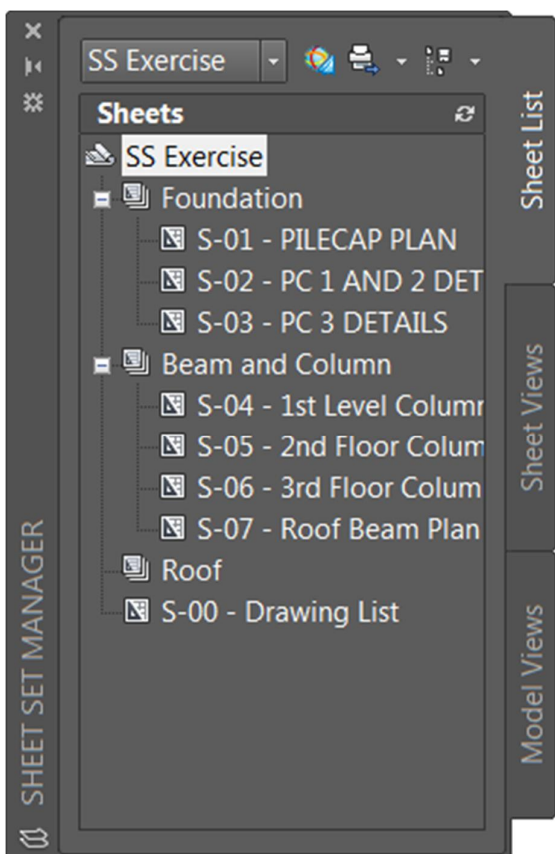 SS Exercise
Sheets
SS Exercise
Foundation
S-01 - PILECAP PLAN
S-02 - PC 1 AND 2 DET
S-03 - PC 3 DETAILS
Beam and Column
S-04 - 1st Level Column
S-05 - 2nd Floor Colum
S-06 - 3rd Floor Colum
S-07 - Roof Beam Plan
Roof
S-00 - Drawing List
Sheet List
Sheet Views
Model Views
SHEET SET MANAGER